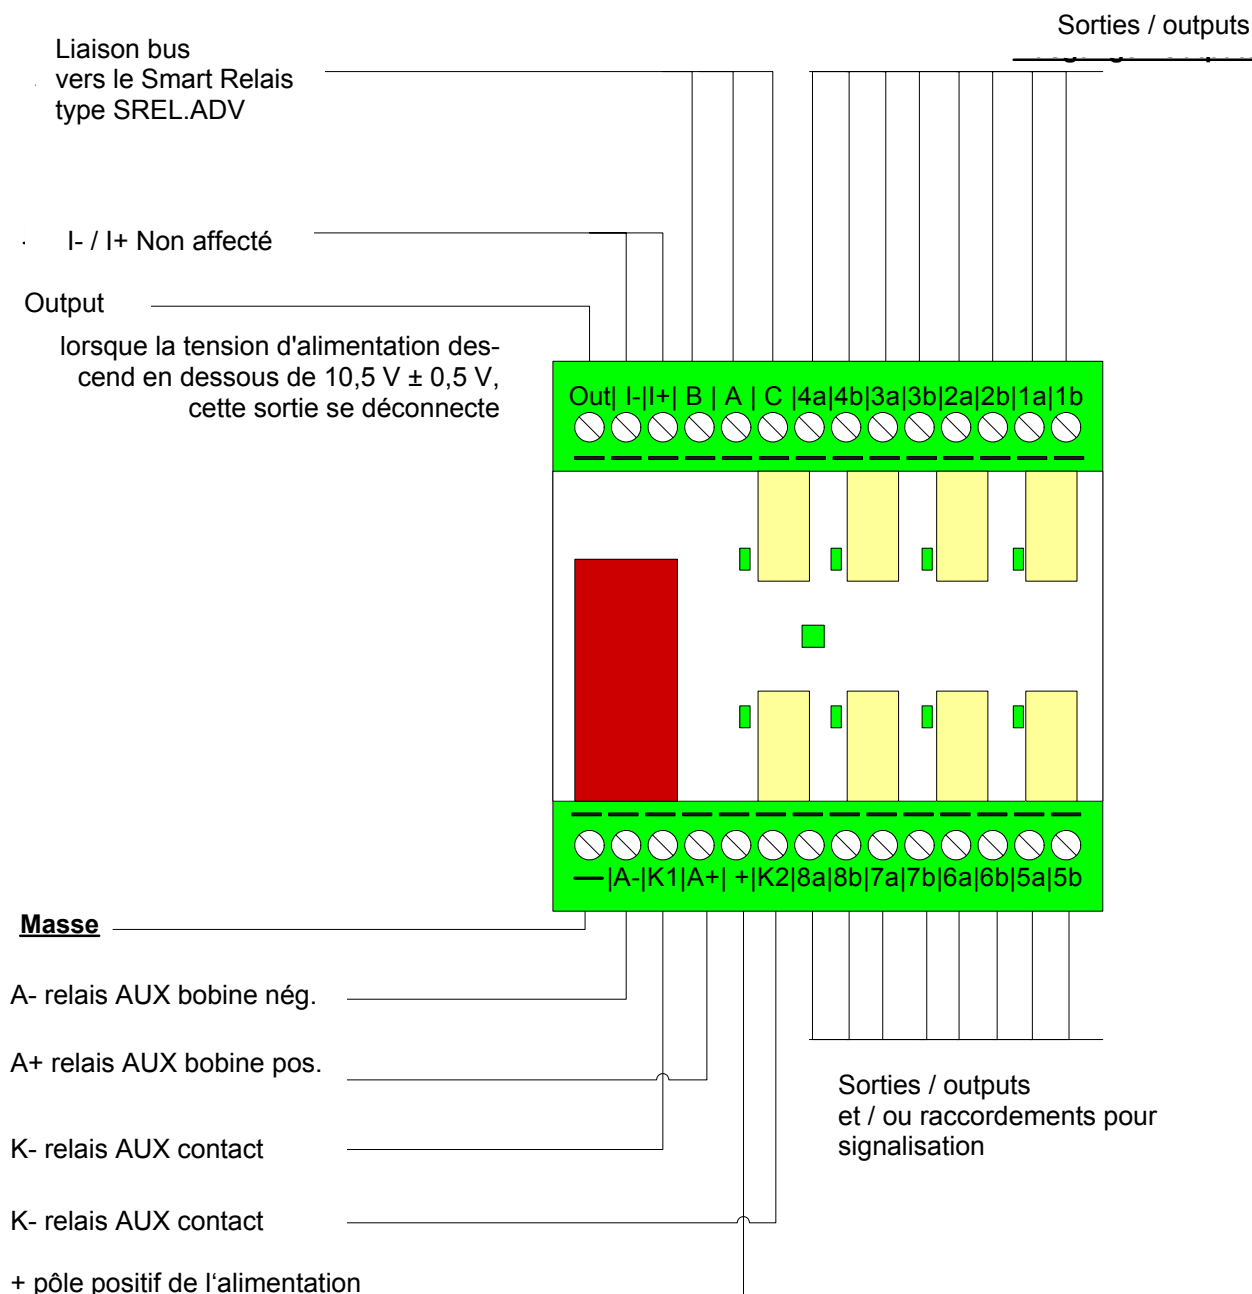 Sorties / outputs
Liaison bus
vers le Smart Relais
type SREL.ADV
I- / I+ Non affecté
Output
lorsque la tension d'alimentation des-
cend en dessous de 10,5 V ± 0,5 V,
cette sortie se déconnecte
Out| I-|I+| B | A | C |4a|4b|3a|3b|2a|2b|1a|1b
—|A-|K1|A+| +|K2|8a|8b|7a|7b|6a|6b|5a|5b
Masse
A- relais AUX bobine nég.
A+ relais AUX bobine pos.
K- relais AUX contact
K- relais AUX contact
+ pôle positif de l‘alimentation
Sorties / outputs
et / ou raccordements pour
signalisation